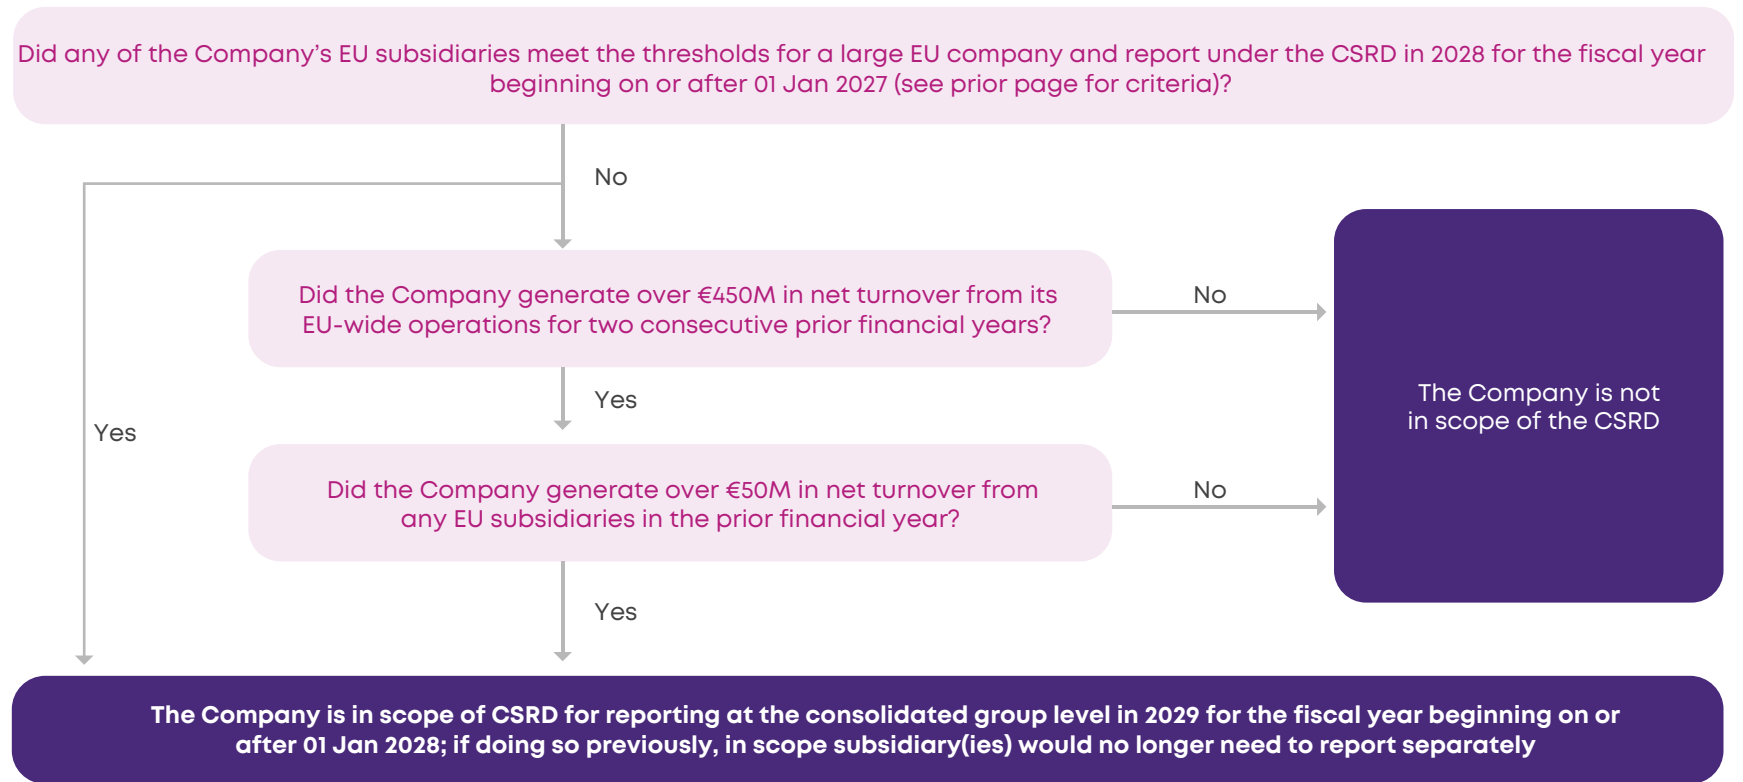 Did any of the Company’s EU subsidiaries meet the thresholds for a large EU company and report under the CSRD in 2028 for the fiscal year
beginning on or after 01 Jan 2027 (see prior page for criteria)?
No
Did the Company generate over €450M in net turnover from its
EU-wide operations for two consecutive prior financial years?
No
Yes
The Company is not
in scope of the CSRD
Yes
Did the Company generate over €50M in net turnover from
any EU subsidiaries in the prior financial year?
No
Yes
The Company is in scope of CSRD for reporting at the consolidated group level in 2029 for the fiscal year beginning on or
after 01 Jan 2028; if doing so previously, in scope subsidiary(ies) would no longer need to report separately